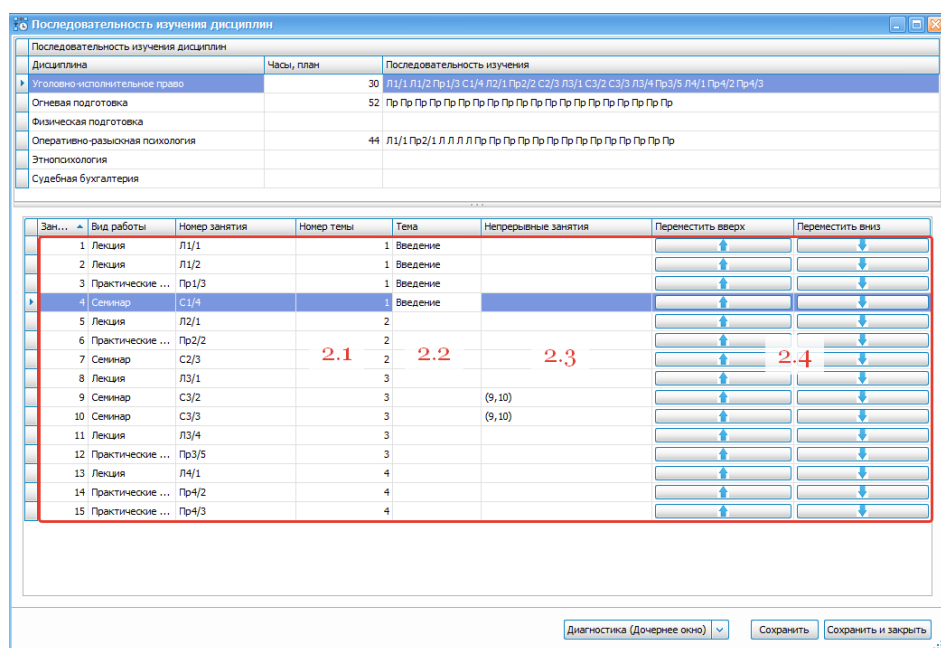 Последовательность изучения дисциплин
Последовательность изучения дисциплин
Дисциплина Часы, план Последовательность изучения
Уголовно-исполнительное право 30 Л1/1 Л1/2 Пр1/3 С1/4 Л2/1 Пр2/2 С2/3 Л3/1 С3/2 С3/3 Л3/4 Пр3/5 Л4/1 Пр4/2 Пр4/3
Огневая подготовка 52 Пр Пр Пр Пр Пр Пр Пр Пр Пр Пр Пр Пр Пр Пр Пр Пр Пр Пр Пр Пр
Физическая подготовка
Оперативно-разыскная психология 44 Л1/1 Пр2/1 Л Л Л Л Пр Пр Пр Пр Пр Пр Пр Пр Пр Пр Пр Пр Пр Пр
Этнопсихология
Судебная бухгалтерия
Зан... Вид работы Номер занятия Номер темы Тема Непрерывные занятия Переместить вверх Переместить вниз
1 Лекция Л1/1 1 Введение
2 Лекция Л1/2 1 Введение
3 Практические ... Пр1/3 1 Введение
4 Семинар С1/4 1 Введение
5 Лекция Л2/1 2
6 Практические ... Пр2/2 2
7 Семинар С2/3 2
2.1 2.2 2.3 2.4
8 Лекция Л3/1 3
9 Семинар С3/2 3 (9,10)
10 Семинар С3/3 3 (9,10)
11 Лекция Л3/4 3
12 Практические ... Пр3/5 3
13 Лекция Л4/1 4
14 Практические ... Пр4/2 4
15 Практические ... Пр4/3 4
Диагностика (Дочернее окно) Сохранить Сохранить и закрыть